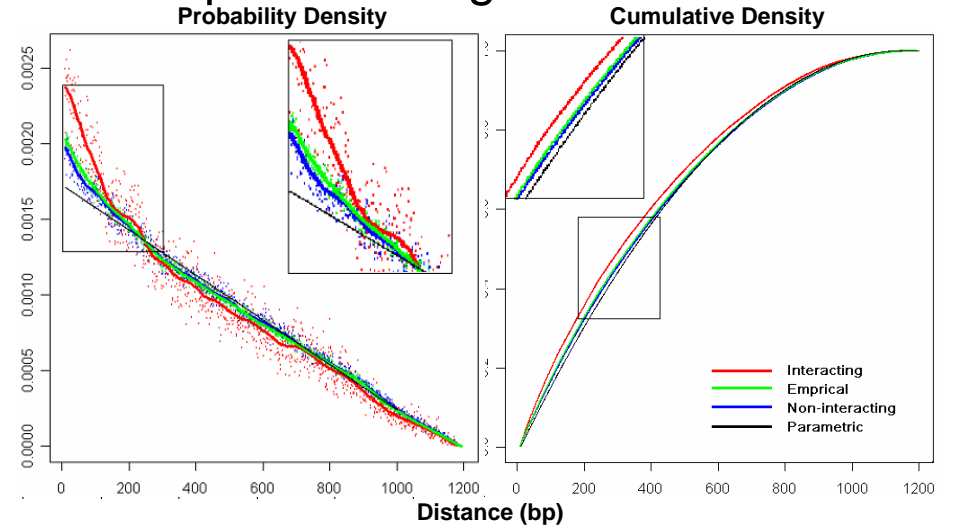 Probability Density
Cumulative Density
0.0025
0.0020
0.0015
0.0010
0.0005
0.0000
0 200 400 600 800 1000 1200
Interacting
Emprical
Non-interacting
Parametric
0 200 400 600 800 1000 1200
Distance (bp)